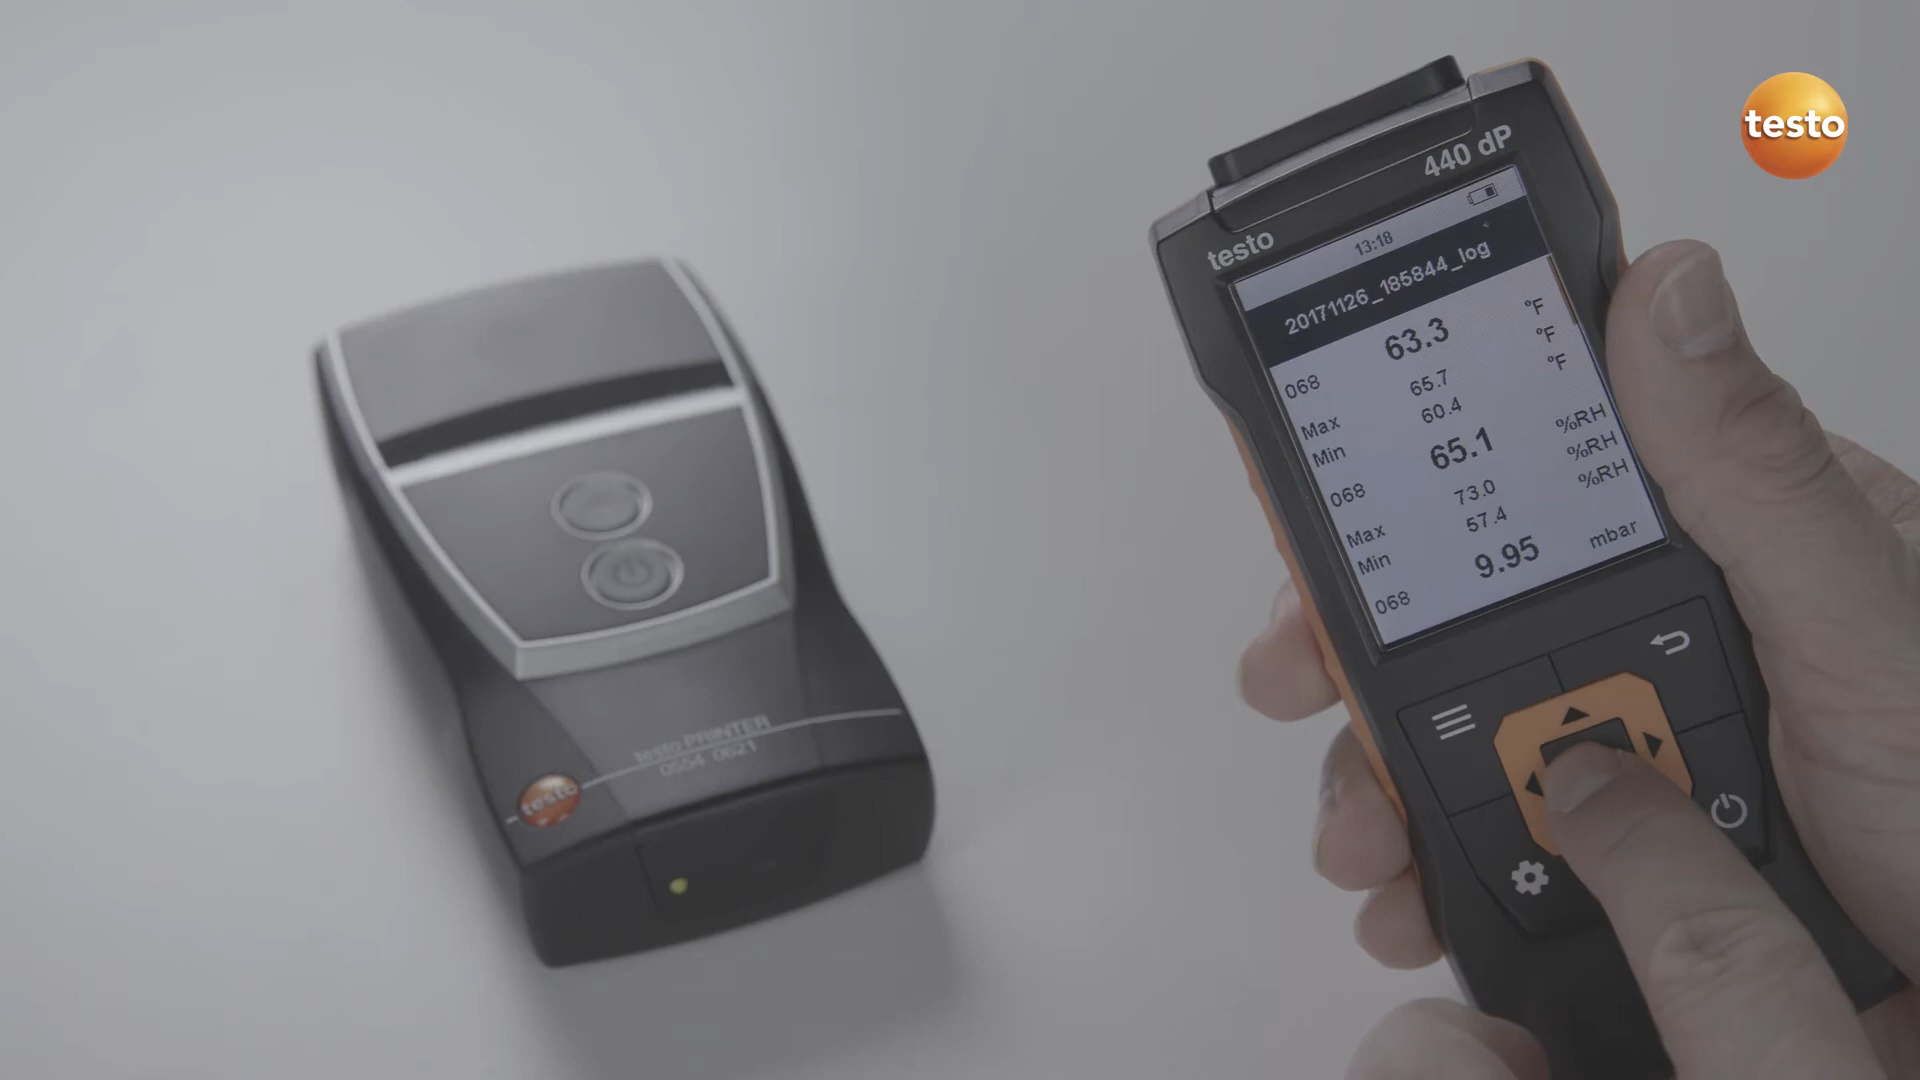 testo
440 dP
testo
13:18
20171126_185844_log
068 63.3 °F
Max 65.7 °F
Min 60.4 °F
068 65.1 %RH
Max 73.0 %RH
Min 57.4 %RH
068 9.95 mbar
testo PRINTER
0554 0621
testo